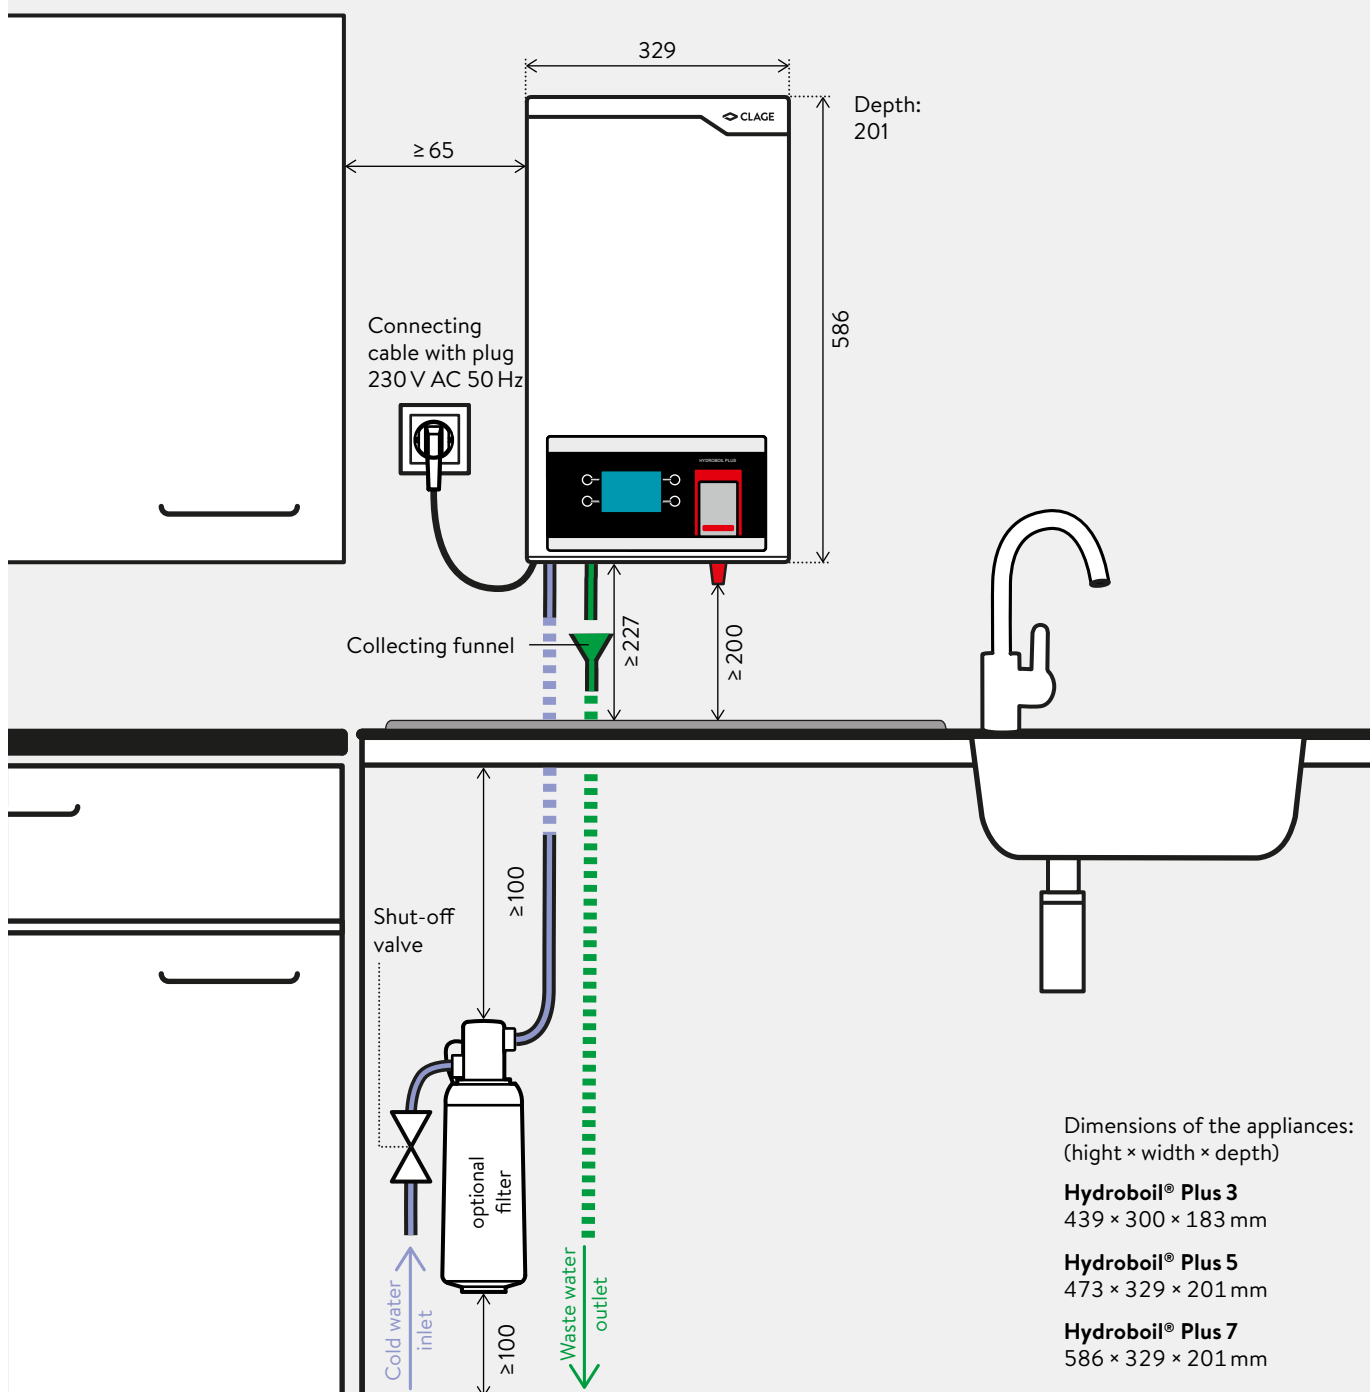 329
CLAGE
Depth:
201
≥ 65
586
Connecting
cable with plug
230 V AC 50 Hz
HYDROBOIL PLUS
Collecting funnel
≥ 227
≥ 200
≥100
Shut-off
valve
optional
filter
Cold water
inlet
≥100
Waste water
outlet
Dimensions of the appliances:
(hight × width × depth)
Hydroboil® Plus 3
439 × 300 × 183 mm
Hydroboil® Plus 5
473 × 329 × 201 mm
Hydroboil® Plus 7
586 × 329 × 201 mm